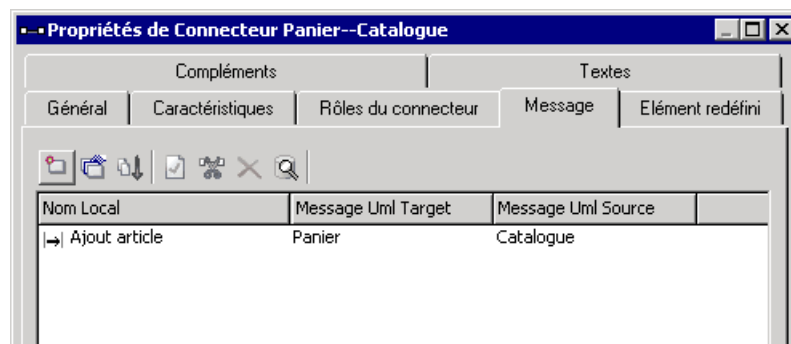 Propriétés de Connecteur Panier--Catalogue
Compléments Textes
Général Caractéristiques Rôles du connecteur Message Elément redéfini
Nom Local Message Uml Target Message Uml Source
Ajout article Panier Catalogue